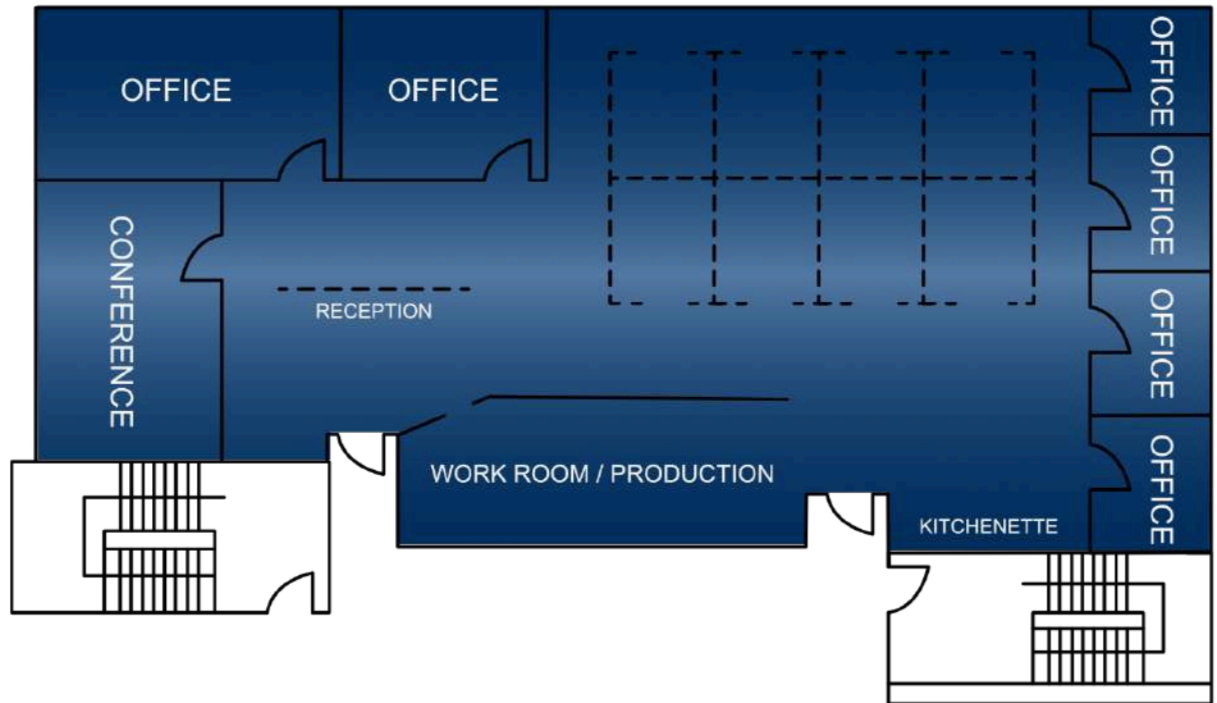 OFFICE
OFFICE
OFFICE
OFFICE
CONFERENCE
RECEPTION
OFFICE
WORK ROOM / PRODUCTION
OFFICE
KITCHENETTE